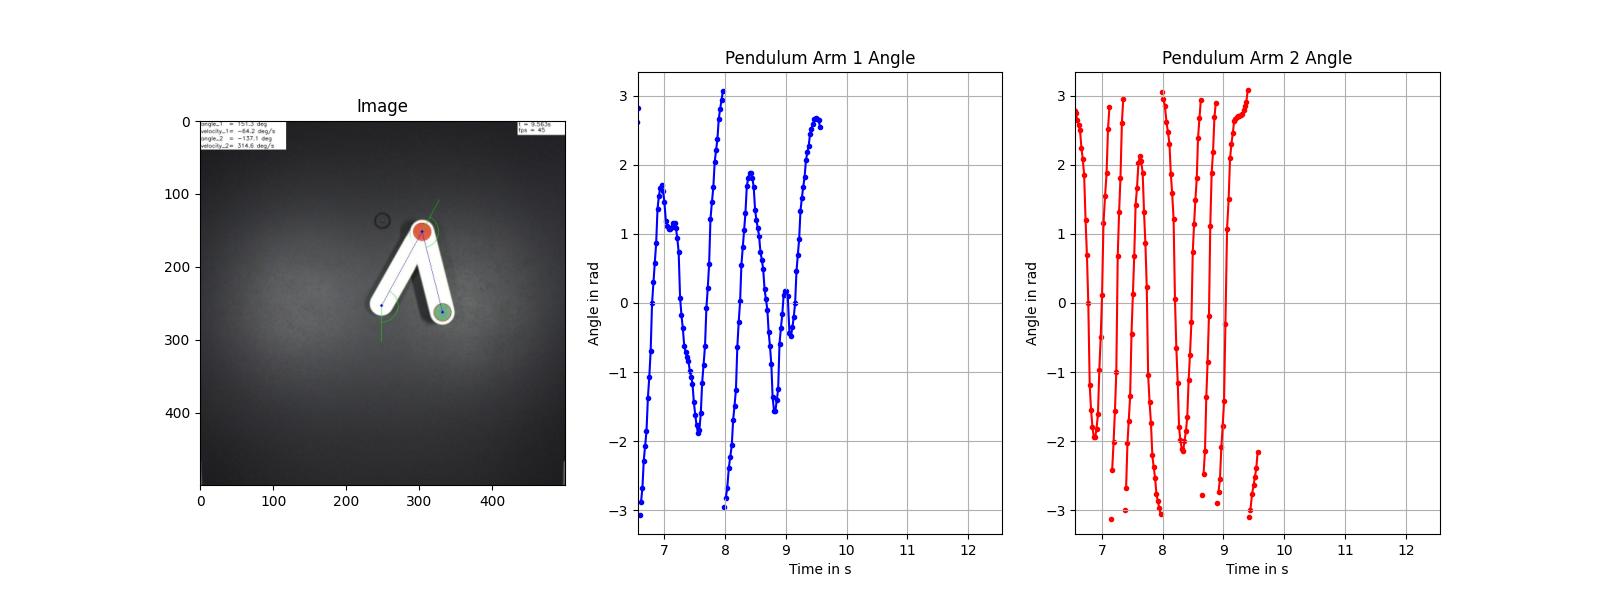 Image
angle_1 = 151.3 deg
velocity_1= -64.2 deg/s
angle_2 = -137.1 deg
velocity_2= 314.6 deg/s
t = 9.563s
fps = 45
0
100
200
300
400
0 100 200 300 400
Pendulum Arm 1 Angle
Angle in rad
3
2
1
0
−1
−2
−3
7 8 9 10 11 12
Time in s
Pendulum Arm 2 Angle
Angle in rad
3
2
1
0
−1
−2
−3
7 8 9 10 11 12
Time in s